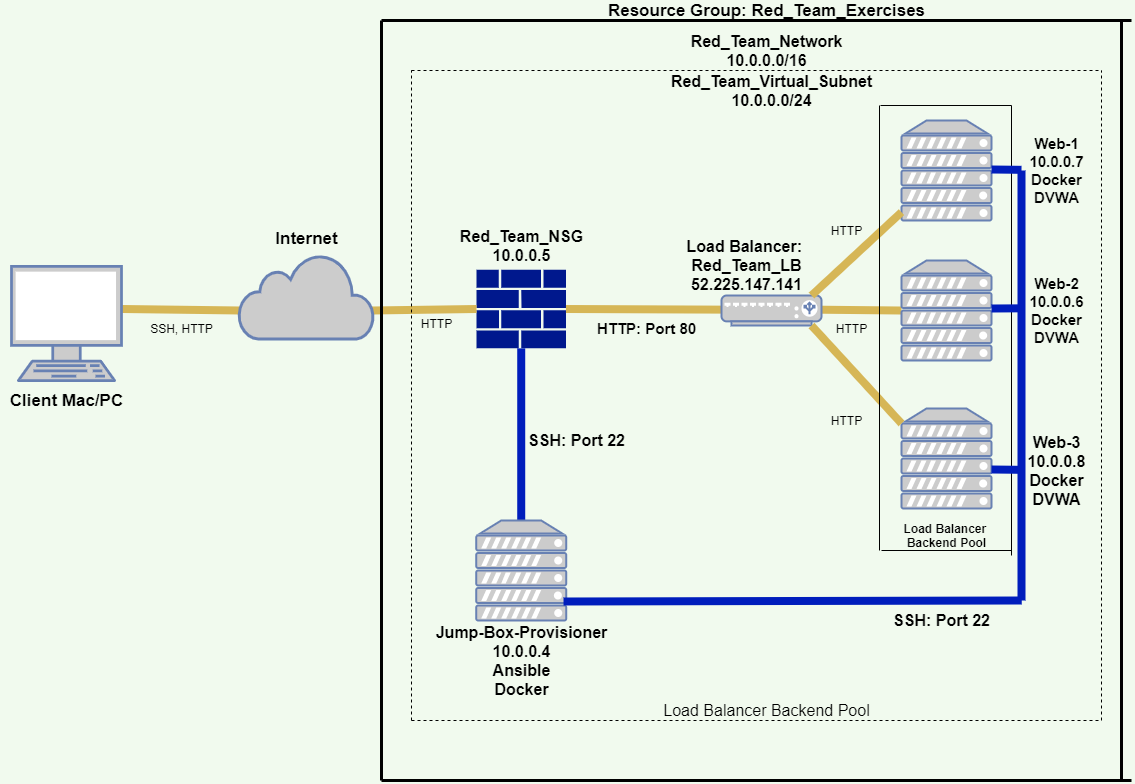 Resource Group: Red_Team_Exercises
Red_Team_Network
10.0.0.0/16
Red_Team_Virtual_Subnet
10.0.0.0/24
Web-1
10.0.0.7
Docker
DVWA
HTTP
Internet
Red_Team_NSG
10.0.0.5
Load Balancer:
Red_Team_LB
52.225.147.141
Web-2
10.0.0.6
Docker
DVWA
SSH, HTTP
HTTP
HTTP: Port 80
HTTP
Client Mac/PC
HTTP
SSH: Port 22
Web-3
10.0.0.8
Docker
DVWA
Load Balancer
Backend Pool
SSH: Port 22
Jump-Box-Provisioner
10.0.0.4
Ansible
Docker
Load Balancer Backend Pool